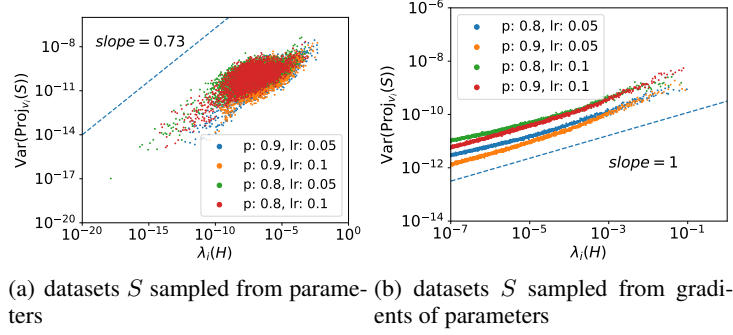 slope = 0.73
Var(Proj_{v_i}(S))
10^{-8}
10^{-11}
10^{-14}
10^{-17}
10^{-20}
p: 0.9, lr: 0.05
p: 0.9, lr: 0.1
p: 0.8, lr: 0.05
p: 0.8, lr: 0.1
10^{-20} 10^{-15} 10^{-10} 10^{-5} 10^{0}
λ_i(H)
(a) datasets S sampled from parame-
ters
Var(Proj_{v_i}(S))
10^{-6}
10^{-8}
10^{-10}
10^{-12}
10^{-14}
p: 0.8, lr: 0.05
p: 0.9, lr: 0.05
p: 0.8, lr: 0.1
p: 0.9, lr: 0.1
slope = 1
10^{-7} 10^{-5} 10^{-3} 10^{-1}
λ_i(H)
(b) datasets S sampled from gradi-
ents of parameters